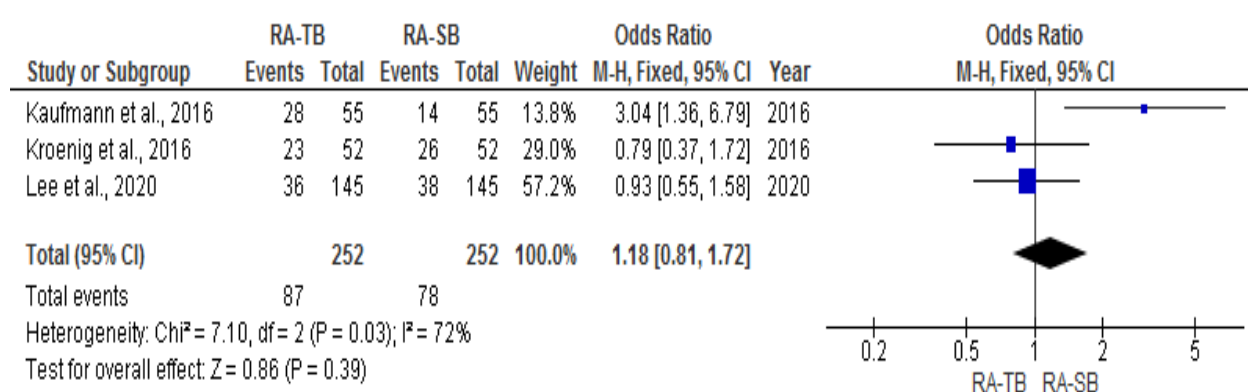 RA-TB RA-SB Odds Ratio Odds Ratio
Study or Subgroup Events Total Events Total Weight M-H, Fixed, 95% CI Year M-H, Fixed, 95% CI
Kaufmann et al., 2016 28 55 14 55 13.8% 3.04 [1.36, 6.79] 2016
Kroenig et al., 2016 23 52 26 52 29.0% 0.79 [0.37, 1.72] 2016
Lee et al., 2020 36 145 38 145 57.2% 0.93 [0.55, 1.58] 2020
Total (95% CI) 252 252 100.0% 1.18 [0.81, 1.72]
Total events 87 78
Heterogeneity: Chi² = 7.10, df = 2 (P = 0.03); I² = 72%
Test for overall effect: Z = 0.86 (P = 0.39)
0.2 0.5 1 2 5
RA-TB RA-SB